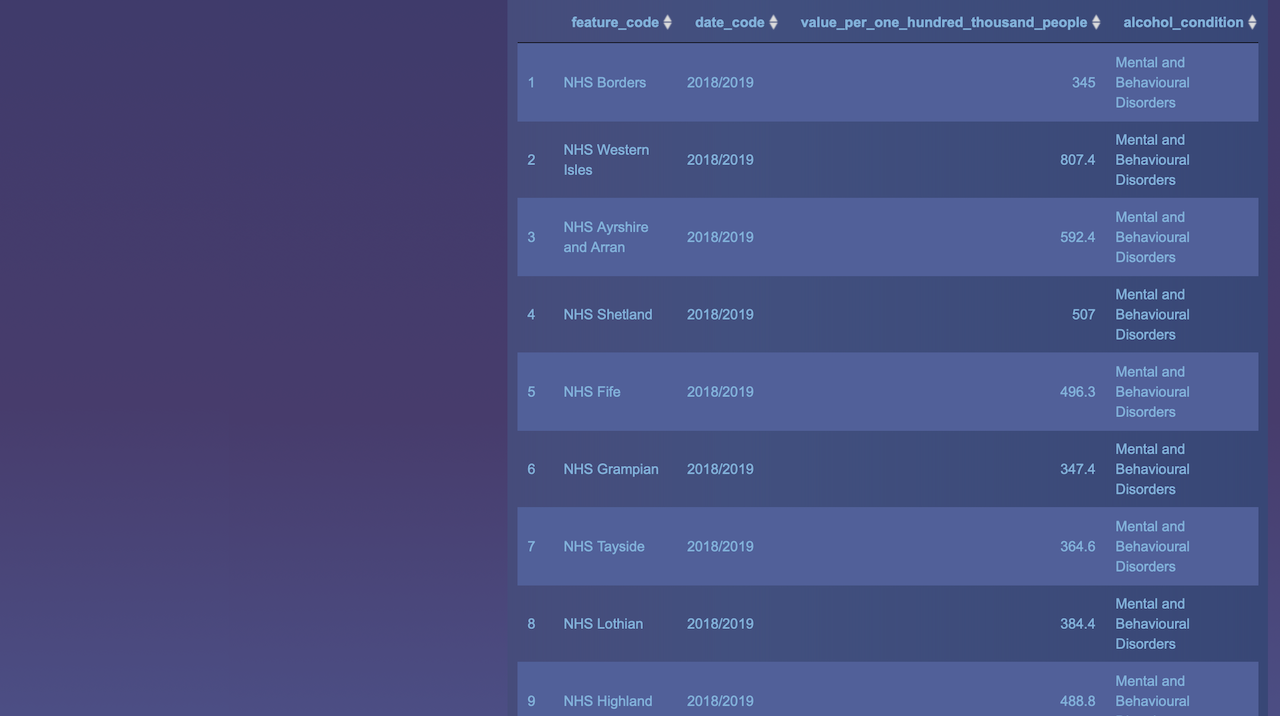 feature_code date_code value_per_one_hundred_thousand_people alcohol_condition
1 NHS Borders 2018/2019 345 Mental and
Behavioural
Disorders
2 NHS Western
Isles 2018/2019 807.4 Mental and
Behavioural
Disorders
3 NHS Ayrshire
and Arran 2018/2019 592.4 Mental and
Behavioural
Disorders
4 NHS Shetland 2018/2019 507 Mental and
Behavioural
Disorders
5 NHS Fife 2018/2019 496.3 Mental and
Behavioural
Disorders
6 NHS Grampian 2018/2019 347.4 Mental and
Behavioural
Disorders
7 NHS Tayside 2018/2019 364.6 Mental and
Behavioural
Disorders
8 NHS Lothian 2018/2019 384.4 Mental and
Behavioural
Disorders
9 NHS Highland 2018/2019 488.8 Mental and
Behavioural